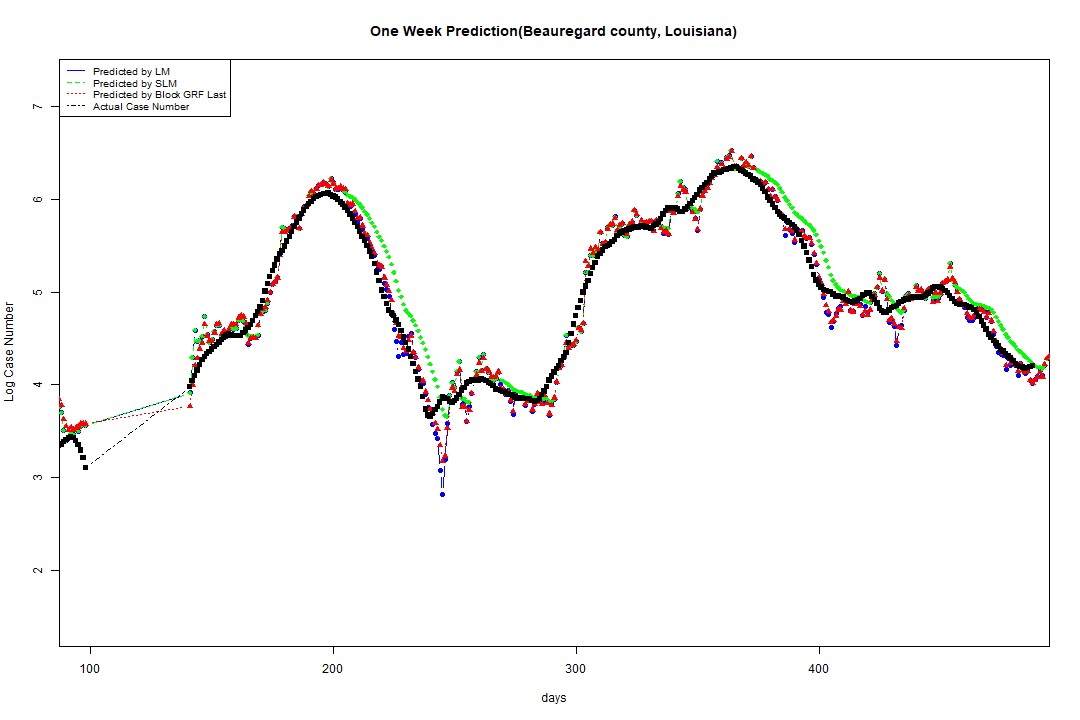 One Week Prediction(Beauregard county, Louisiana)
Predicted by LM
Predicted by SLM
Predicted by Block GRF Last
Actual Case Number
7
6
5
4
3
2
Log Case Number
100
200
300
400
days